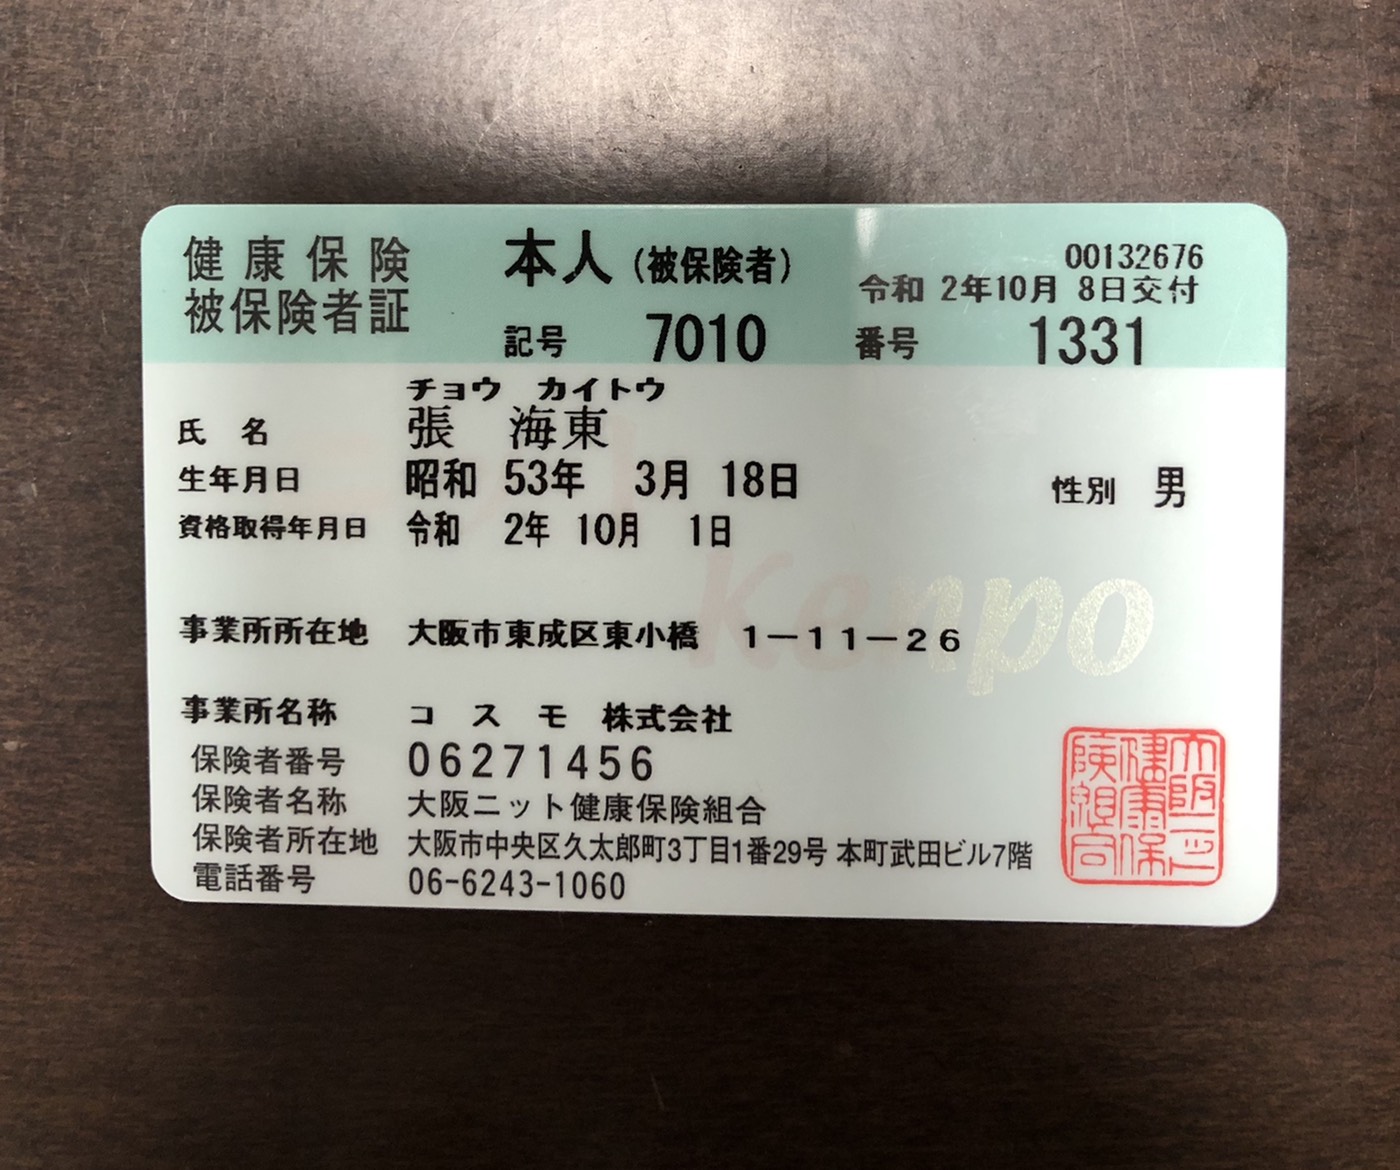 健康保険
被保険者証
本人（被保険者）
00132676
令和 2年10月 8日交付
記号 7010 番号 1331
チョウ カイトウ
氏名 張 海東
生年月日 昭和 53年 3月 18日 性別 男
資格取得年月日 令和 2年 10月 1日
Kenpo
事業所所在地 大阪市東成区東小橋 1－11－26
事業所名称 コスモ 株式会社
保険者番号 06271456
保険者名称 大阪ニット健康保険組合
保険者所在地 大阪市中央区久太郎町3丁目1番29号 本町武田ビル7階
電話番号 06-6243-1060